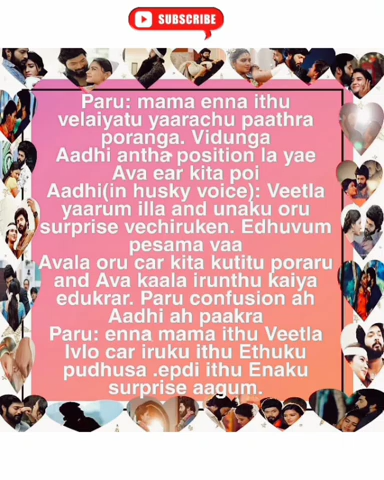 SUBSCRIBE
Paru: mama enna ithu
velaiyatu yaarachu paathra
poranga. Vidunga
Aadhi antha position la yae
Ava ear kita poi
Aadhi(in husky voice): Veetla
yaarum illa and unaku oru
surprise vechiruken. Edhuvum
pesama vaa
Avala oru car kita kutitu poraru
and Ava kaala irunthu kaiya
edukrar. Paru confusion ah
Aadhi ah paakra
Paru: enna mama ithu Veetla
Ivlo car iruku ithu Ethuku
pudhusa .epdi ithu Enaku
surprise aagum.